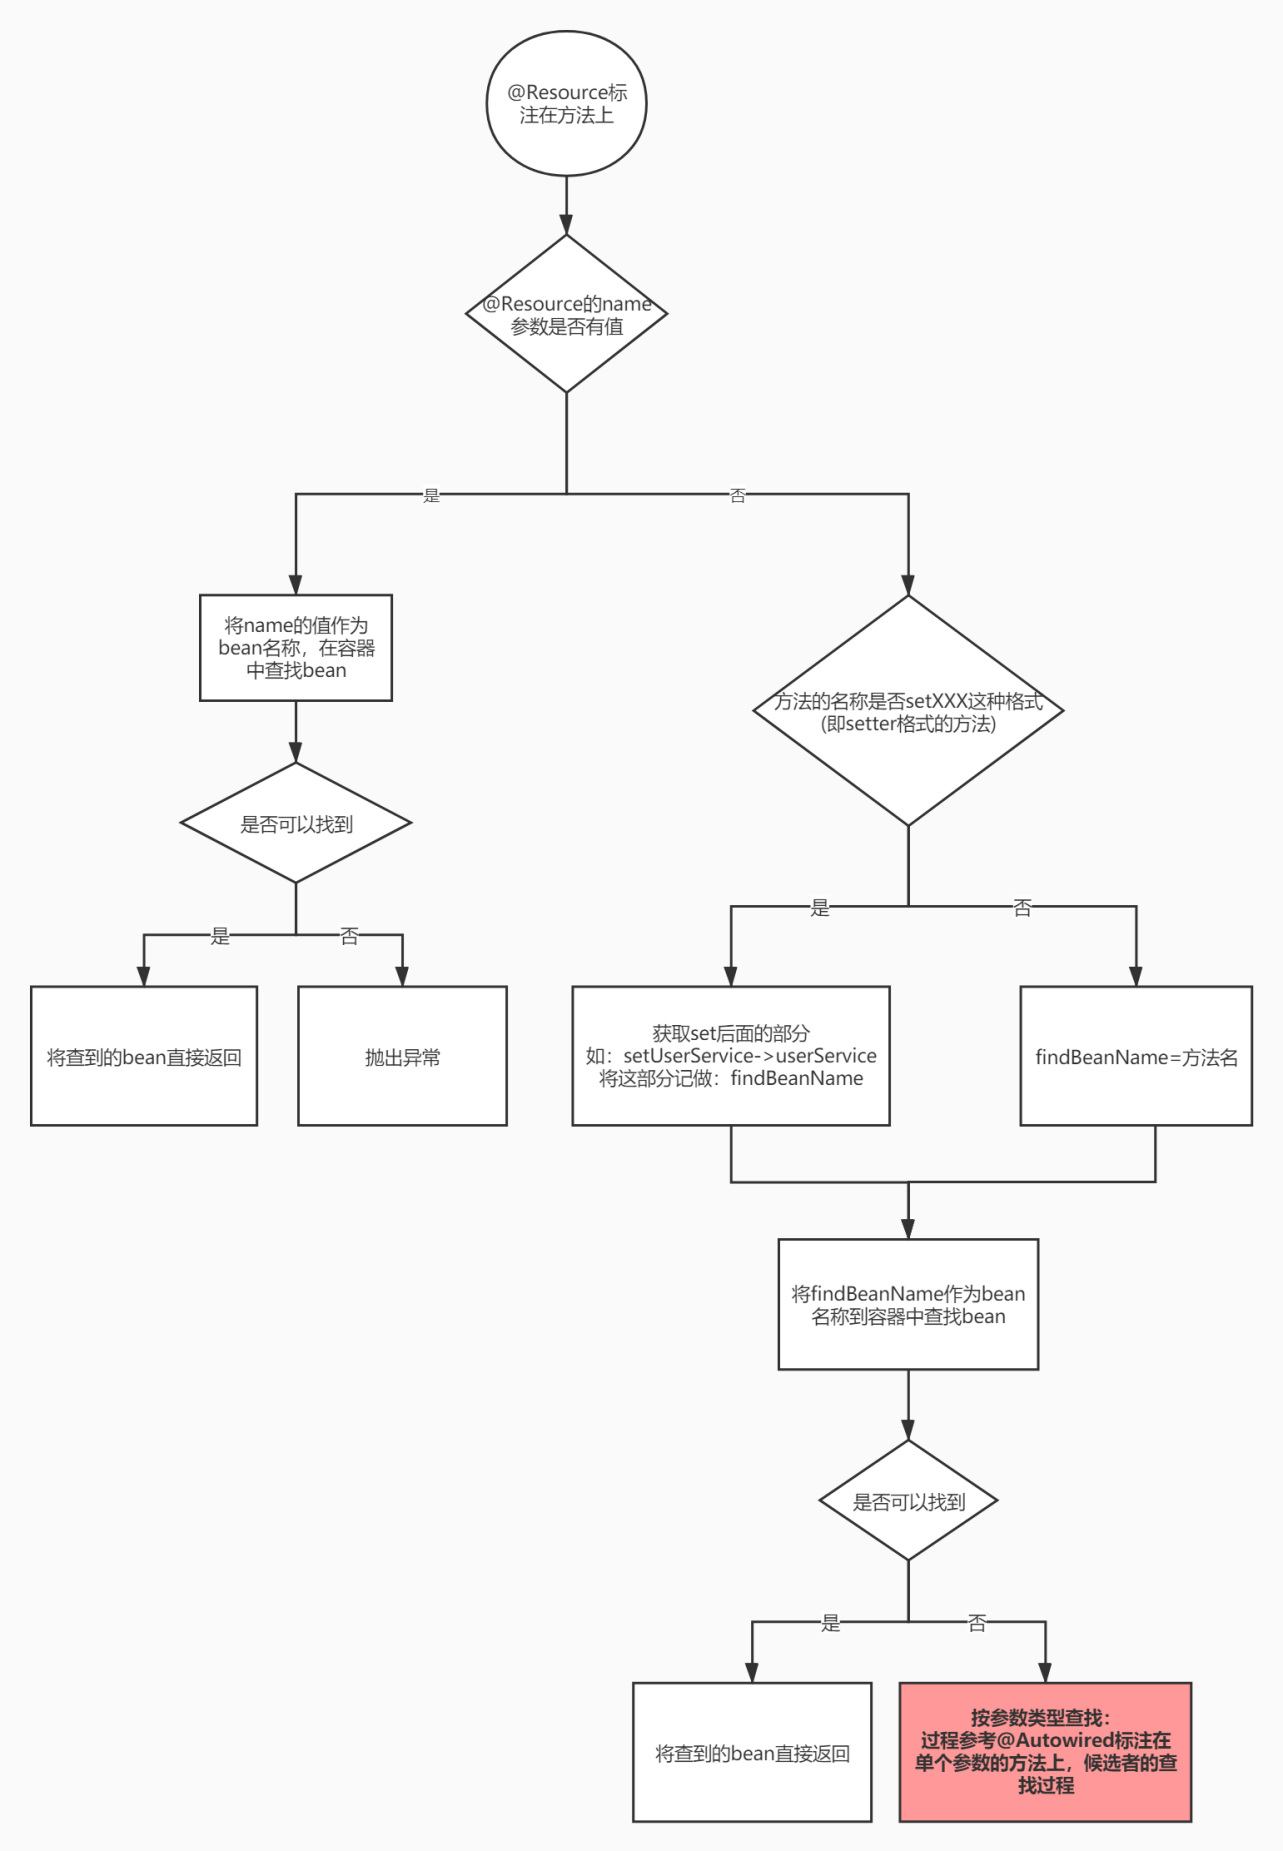 @Resource标
注在方法上
@Resource的name
参数是否有值
是
否
将name的值作为
bean名称，在容器
中查找bean
方法的名称是否setXXX这种格式
(即setter格式的方法)
是否可以找到
是
否
是
否
将查到的bean直接返回
抛出异常
获取set后面的部分
如：setUserService->userService
将这部分记做：findBeanName
findBeanName=方法名
将findBeanName作为bean
名称到容器中查找bean
是否可以找到
是
否
将查到的bean直接返回
按参数类型查找：
过程参考@Autowired标注在
单个参数的方法上，候选者的查
找过程